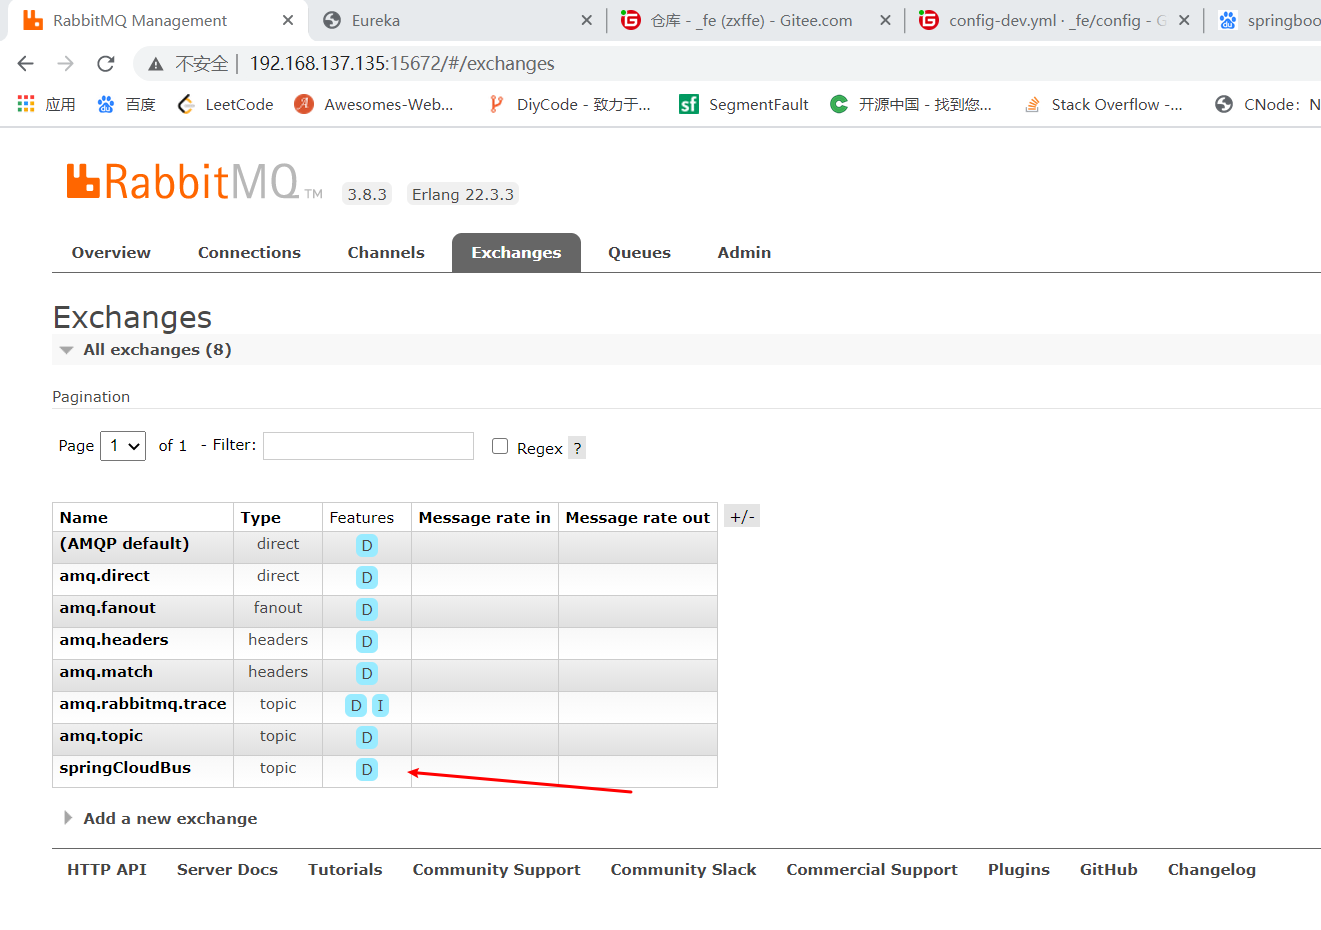 RabbitMQ Management Eureka 仓库 - _fe (zxffe) - Gitee.com config-dev.yml · _fe/config - G springboo
不安全 192.168.137.135:15672/#/exchanges
应用 百度 LeetCode Awesomes-Web... DiyCode - 致力于... SegmentFault 开源中国 - 找到您... Stack Overflow -... CNode: N
RabbitMQ TM 3.8.3 Erlang 22.3.3
Overview Connections Channels Exchanges Queues Admin
Exchanges
All exchanges (8)
Pagination
Page 1 of 1 - Filter: Regex ?
Name Type Features Message rate in Message rate out +/-
(AMQP default) direct D
amq.direct direct D
amq.fanout fanout D
amq.headers headers D
amq.match headers D
amq.rabbitmq.trace topic D I
amq.topic topic D
springCloudBus topic D
Add a new exchange
HTTP API Server Docs Tutorials Community Support Community Slack Commercial Support Plugins GitHub Changelog